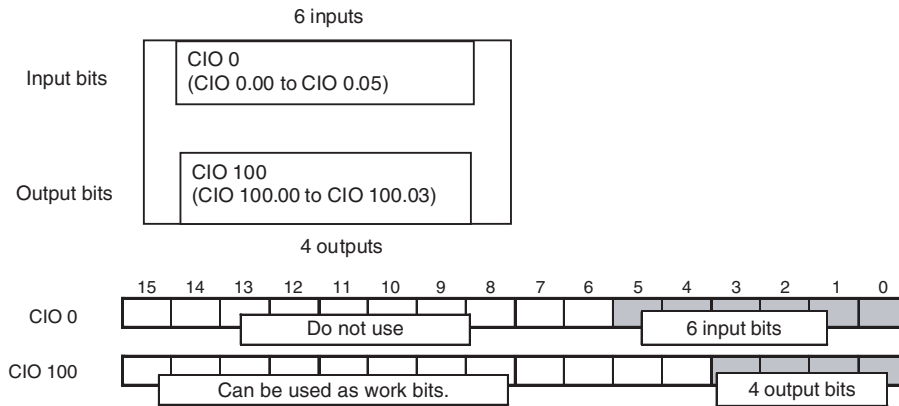 6 inputs
Input bits
CIO 0
(CIO 0.00 to CIO 0.05)
Output bits
CIO 100
(CIO 100.00 to CIO 100.03)
4 outputs
15 14 13 12 11 10 9 8 7 6 5 4 3 2 1 0
CIO 0
Do not use
6 input bits
CIO 100
Can be used as work bits.
4 output bits